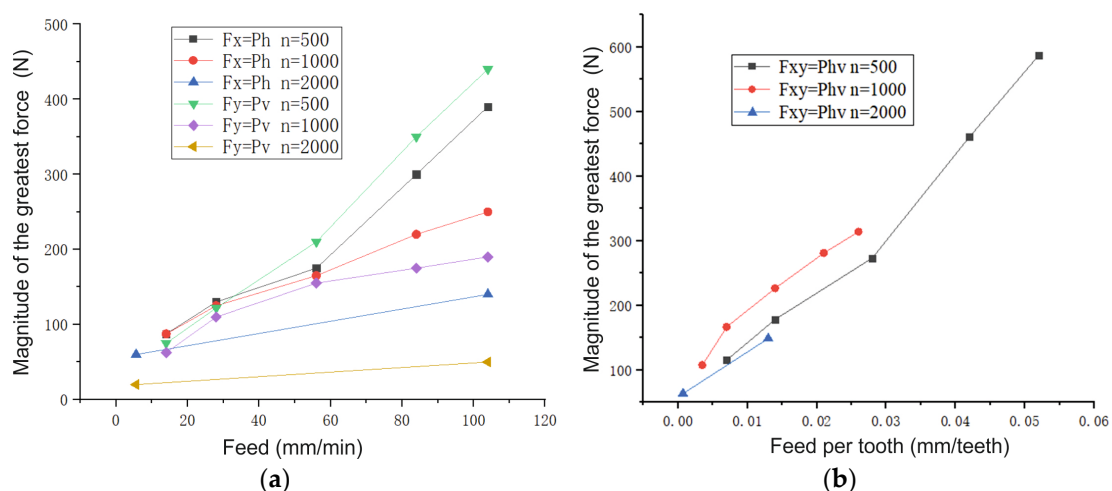 Magnitude of the greatest force (N)
500
400
300
200
100
0
Fx=Ph n=500
Fx=Ph n=1000
Fx=Ph n=2000
Fy=Pv n=500
Fy=Pv n=1000
Fy=Pv n=2000
0 20 40 60 80 100 120
Feed (mm/min)
(a)
Magnitude of the greatest force (N)
600
500
400
300
200
100
Fxy=Phv n=500
Fxy=Phv n=1000
Fxy=Phv n=2000
0.00 0.01 0.02 0.03 0.04 0.05 0.06
Feed per tooth (mm/teeth)
(b)